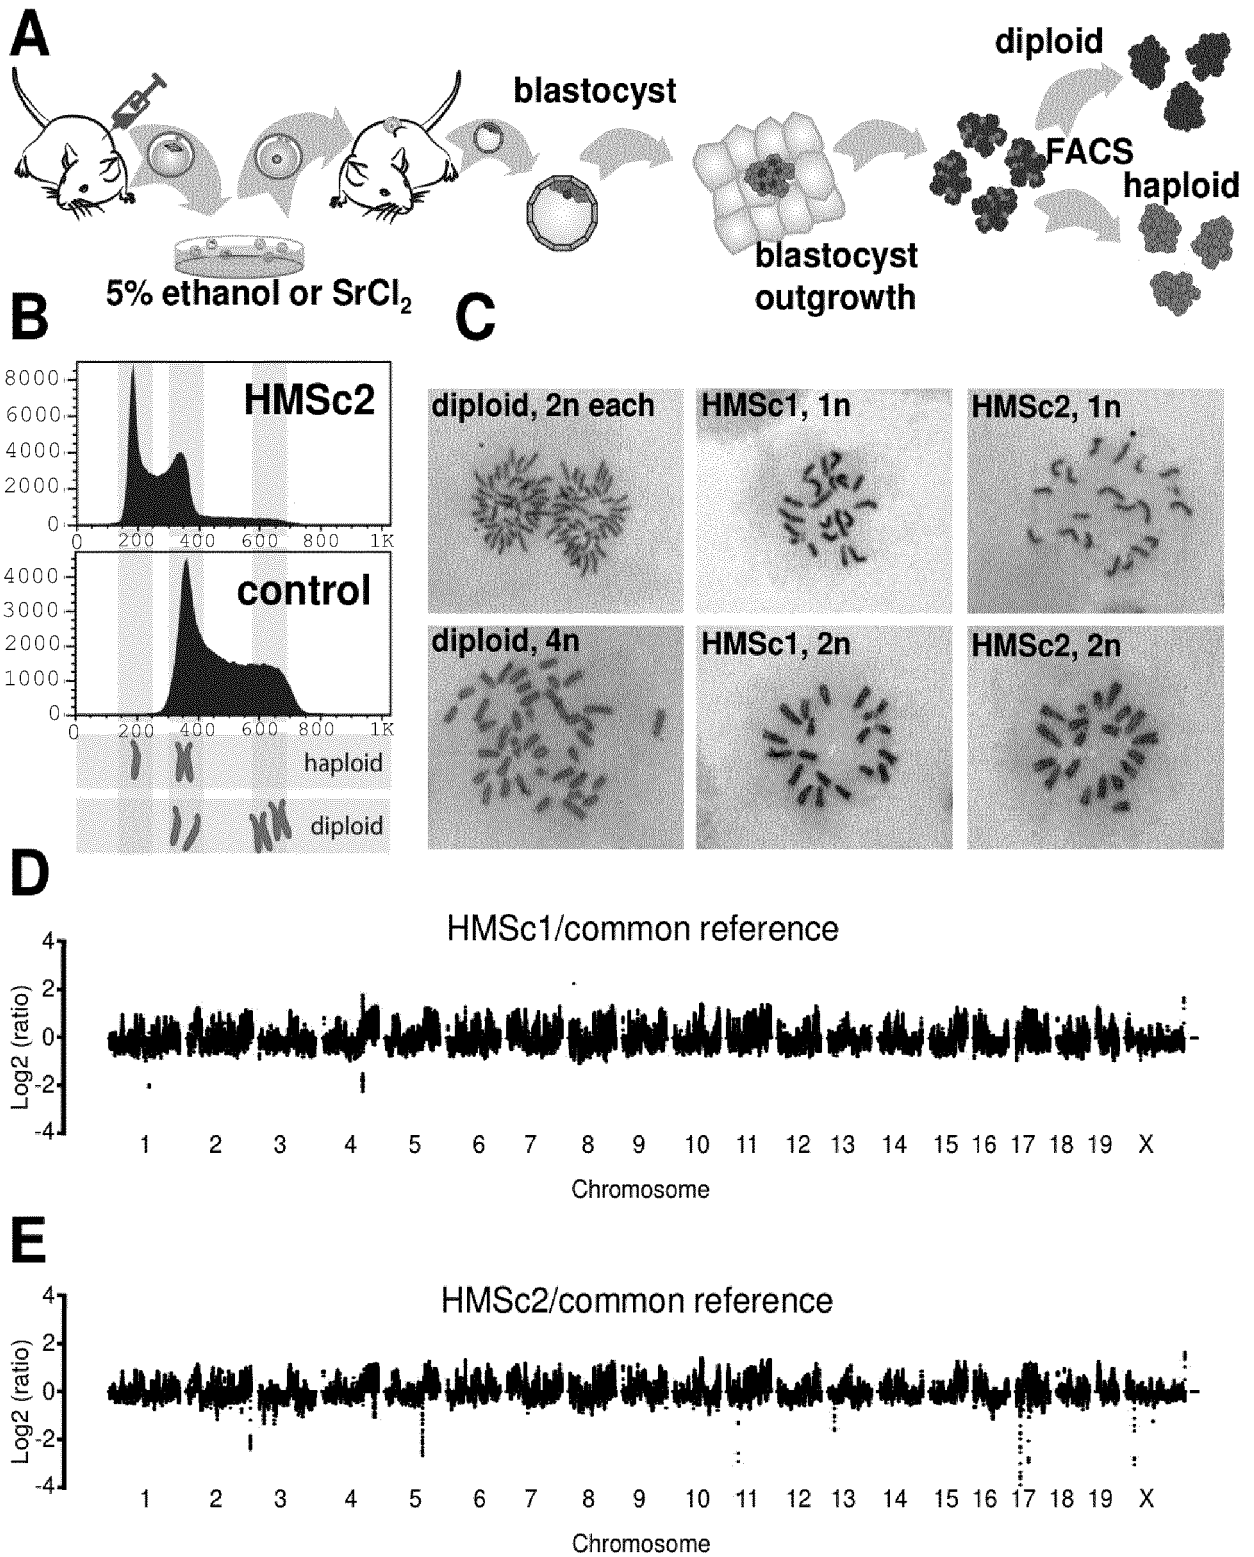 A
diploid
blastocyst
FACS
haploid
blastocyst
outgrowth
5% ethanol or SrCl2
B
C
HMSc2
8000
6000
4000
2000
0
0 200 400 600 800 1K
control
4000
3000
2000
1000
0
0 200 400 600 800 1K
haploid
diploid
diploid, 2n each
HMSc1, 1n
HMSc2, 1n
diploid, 4n
HMSc1, 2n
HMSc2, 2n
D
HMSc1/common reference
Log2 (ratio)
4
2
0
-2
-4
1 2 3 4 5 6 7 8 9 10 11 12 13 14 15 16 17 18 19 X
Chromosome
E
HMSc2/common reference
Log2 (ratio)
4
2
0
-2
-4
1 2 3 4 5 6 7 8 9 10 11 12 13 14 15 16 17 18 19 X
Chromosome